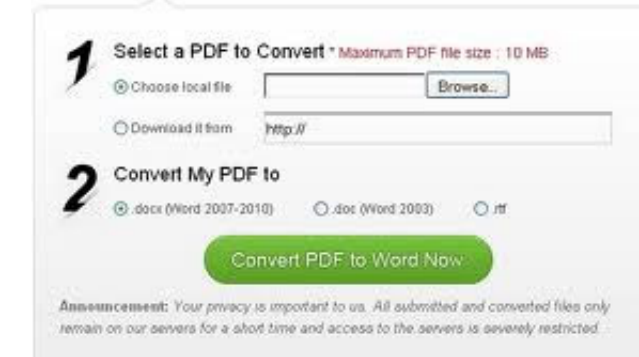 1 Select a PDF to Convert * Maximum PDF file size : 10 MB
Choose local file Browse...
Download it from http://
2 Convert My PDF to
.docx (Word 2007-2010) .doc (Word 2003) .rtf
Convert PDF to Word Now
Announcement: Your privacy is important to us. All submitted and converted files only
remain on our servers for a short time and access to the servers is severely restricted.